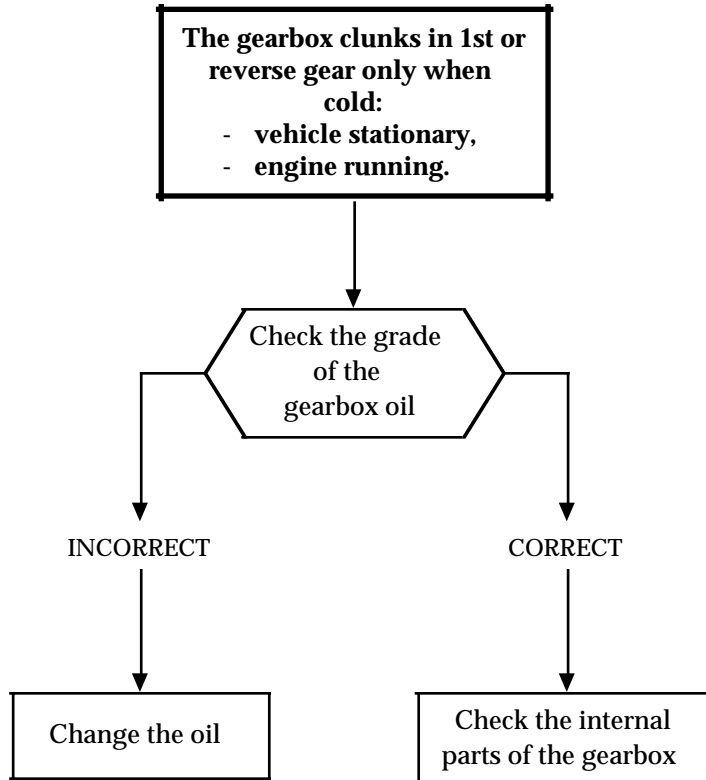 The gearbox clunks in 1st or
reverse gear only when
cold:
- vehicle stationary,
- engine running.
Check the grade
of the
gearbox oil
INCORRECT
CORRECT
Change the oil
Check the internal
parts of the gearbox